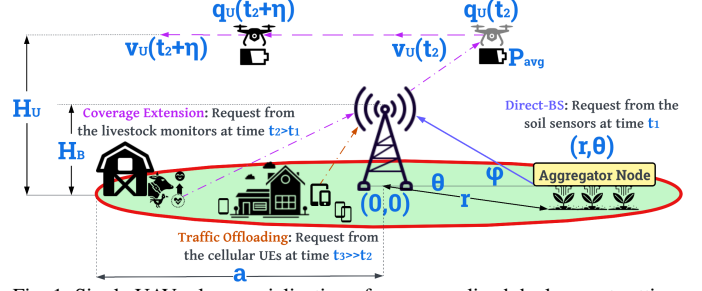 qᵤ(t₂+η)
qᵤ(t₂)
vᵤ(t₂+η)
vᵤ(t₂)
Pₐᵥg
Hᵤ
Coverage Extension: Request from
the livestock monitors at time t₂>t₁
Direct-BS: Request from the
soil sensors at time t₁
H_B
(r,θ)
Aggregator Node
φ
θ
r
(0,0)
Traffic Offloading: Request from
the cellular UEs at time t₃>>t₂
a